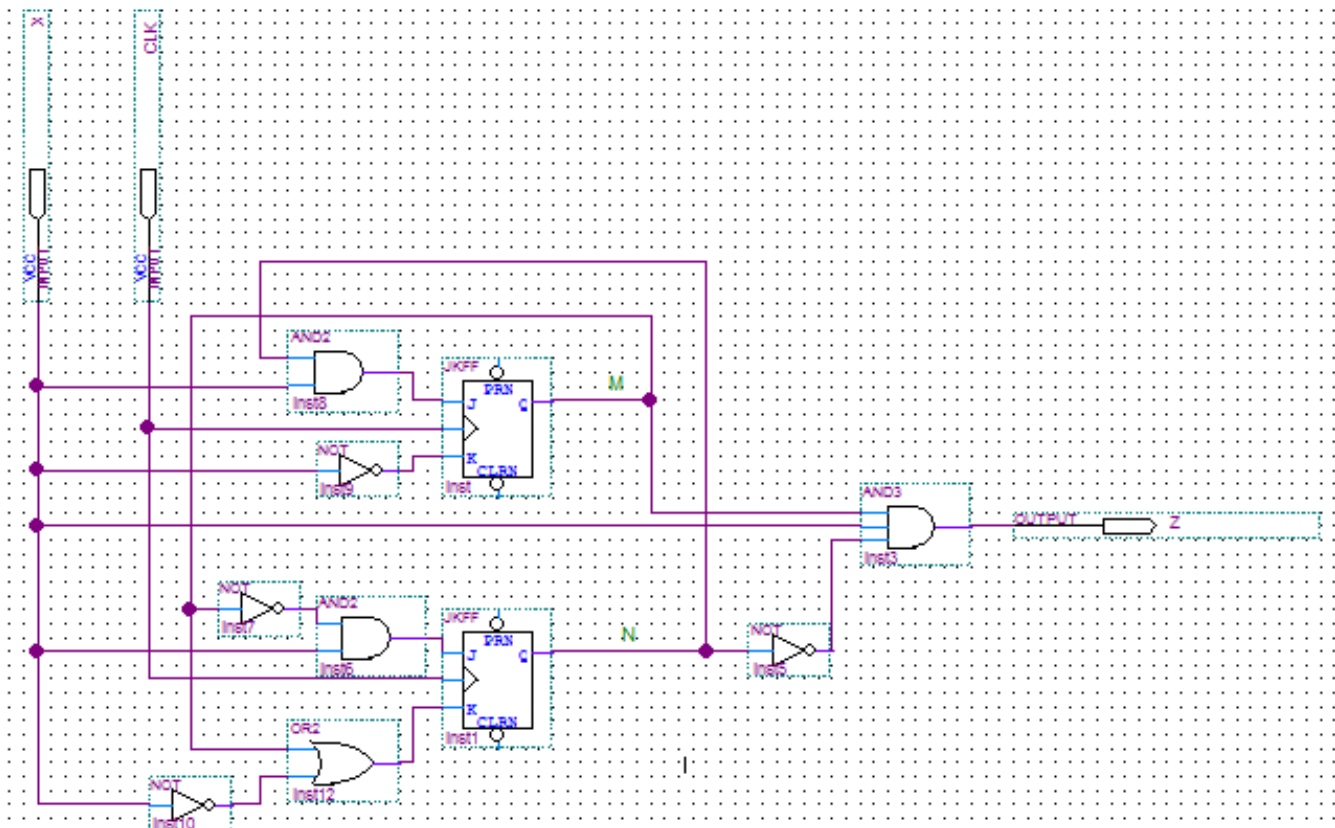 X
CLK
VCC
INPUT
VCC
INPUT
AND2
inst8
JKFF
PRN
J
Q
K
CLRN
inst
M
NOT
inst9
AND3
inst3
OUTPUT
Z
NOT
inst7
AND2
inst6
JKFF
PRN
J
Q
K
CLRN
inst1
N
NOT
inst5
OR2
inst12
NOT
inst10